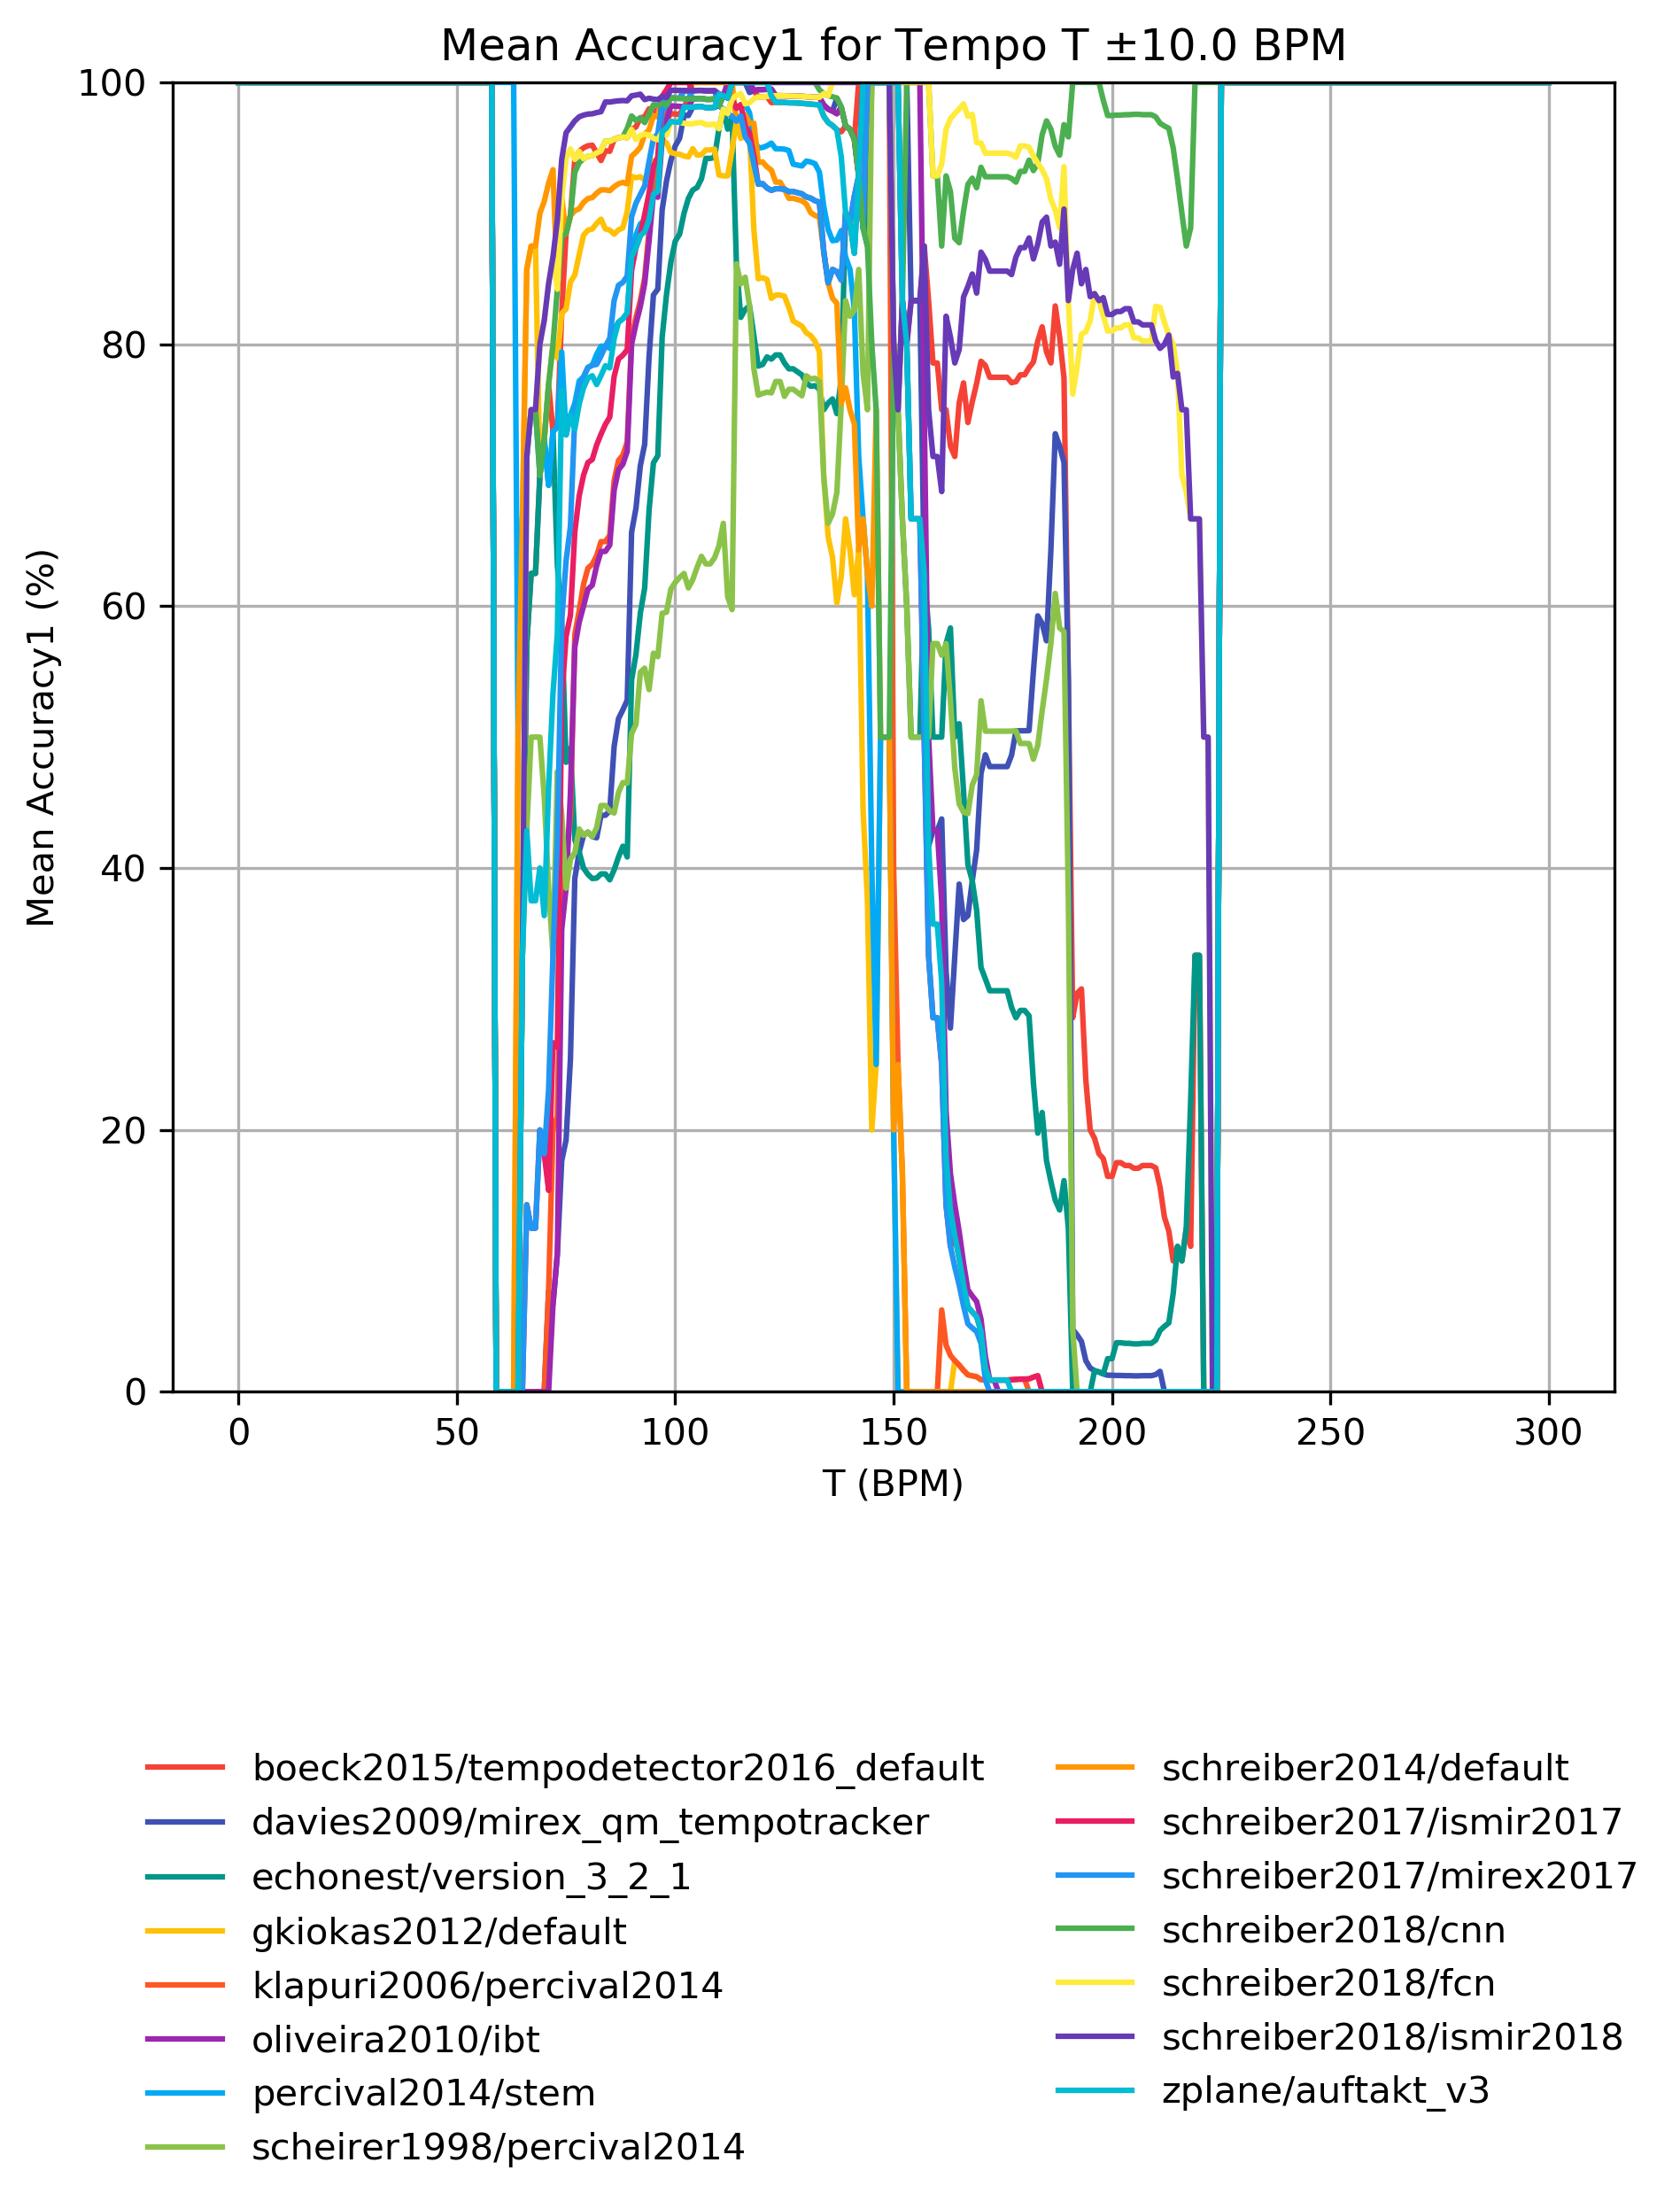 Mean Accuracy1 for Tempo T ±10.0 BPM
100
80
60
40
20
0
Mean Accuracy1 (%)
0 50 100 150 200 250 300
T (BPM)
boeck2015/tempodetector2016_default
davies2009/mirex_qm_tempotracker
echonest/version_3_2_1
gkiokas2012/default
klapuri2006/percival2014
oliveira2010/ibt
percival2014/stem
scheirer1998/percival2014
schreiber2014/default
schreiber2017/ismir2017
schreiber2017/mirex2017
schreiber2018/cnn
schreiber2018/fcn
schreiber2018/ismir2018
zplane/auftakt_v3